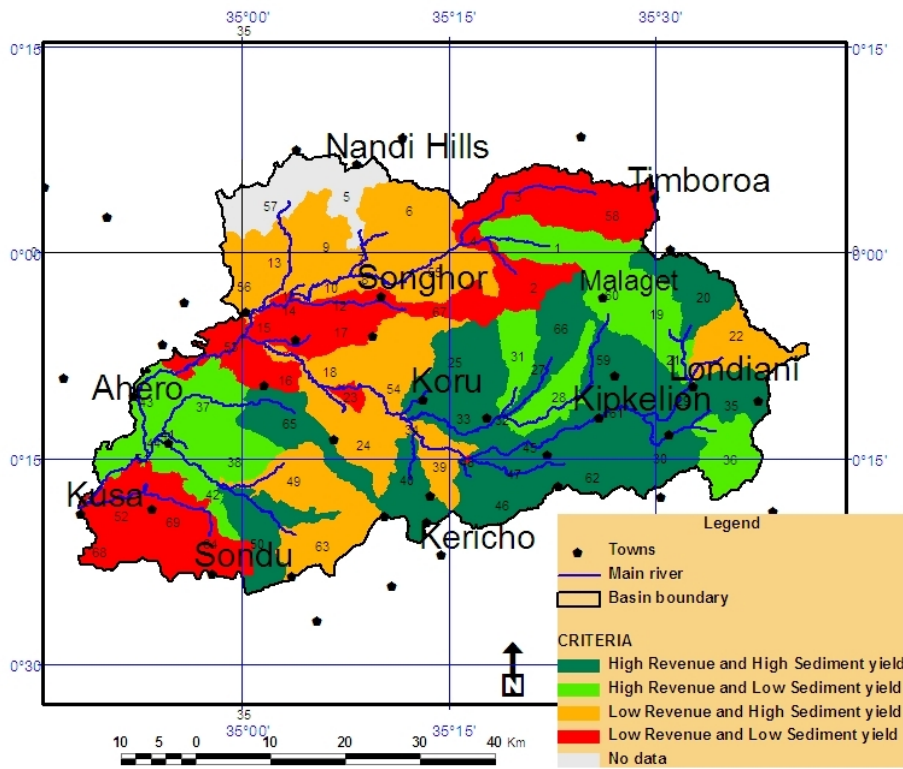 35°00' 35°15' 35°30'
35
0°15' 0°15'
Nandi Hills
Timboroa
57 5 6 3 58
9 1
0°00' 0°00'
13
Songhor
Malaget
56 10 2 60 20
14 12 67 19
15 17 66 22
18 25 31 59 21
Londiani
16 54 27
Ahero
Koru
23 28
Kipkelion
35
43 37 33 32 61
65
24 45
0°15' 38 39 47 30 36 0°15'
Kusa
42 49 48 46 62
52 69
Kericho
Sondu
50 63
68
0°30'
N
35
35°00' 35°15'
10 5 0 10 20 30 40 Km
Legend
Towns
Main river
Basin boundary
CRITERIA
High Revenue and High Sediment yield
High Revenue and Low Sediment yield
Low Revenue and High Sediment yield
Low Revenue and Low Sediment yield
No data